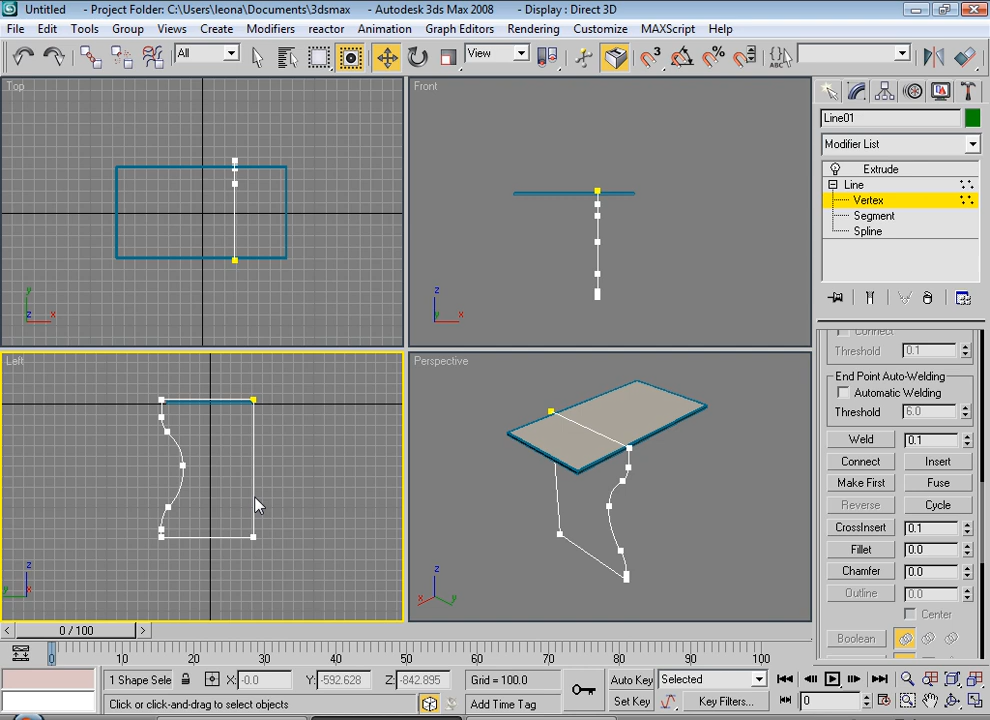 Untitled - Project Folder: C:\Users\leona\Documents\3dsmax - Autodesk 3ds Max 2008 - Display : Direct 3D
File Edit Tools Group Views Create Modifiers reactor Animation Graph Editors Rendering Customize MAXScript Help
All View 3
Top Front
Line01
Modifier List
Extrude
Line
Vertex
Segment
Spline
y z
z x y x
Left Perspective
Connect
Threshold 0.1
End Point Auto-Welding
Automatic Welding
Threshold 6.0
Weld 0.1
Connect Insert
Make First Fuse
Reverse Cycle
CrossInsert 0.1
Fillet 0.0
Chamfer 0.0
Outline 0.0
Center
Boolean
z z
y x x y
0 / 100
0 10 20 30 40 50 60 70 80 90 100
1 Shape Sele X: -0.0 Y: -592.628 Z: -842.895 Grid = 100.0 Auto Key Selected
Click or click-and-drag to select objects Add Time Tag Set Key Key Filters... 0